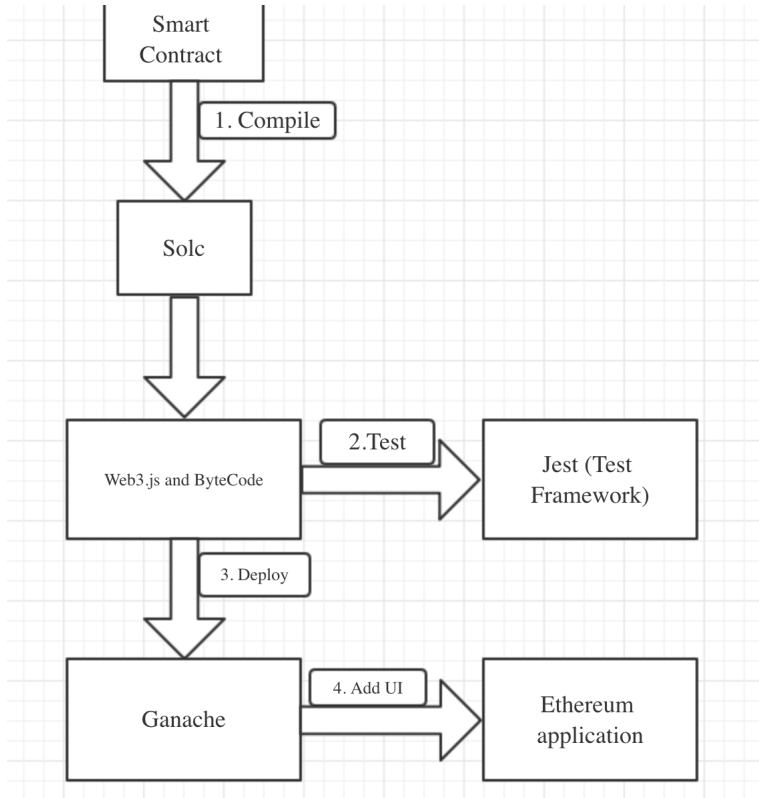 Smart
Contract
1. Compile
Solc
2.Test
Web3.js and ByteCode
Jest (Test
Framework)
3. Deploy
4. Add UI
Ganache
Ethereum
application